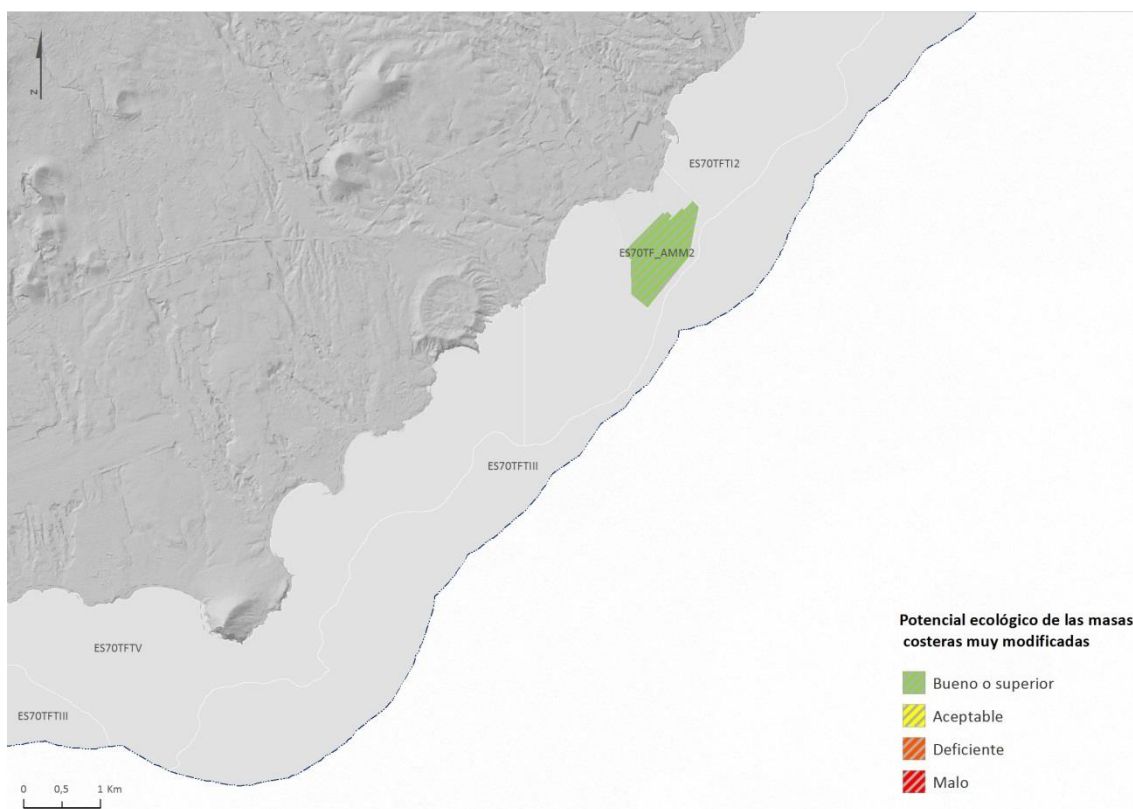 N
ES70TFTI2
ES70TF_AMM2
ES70TFTIII
ES70TFTV
ES70TFTIII
Potencial ecológico de las masas
costeras muy modificadas
Bueno o superior
Aceptable
Deficiente
Malo
0 0,5 1 Km